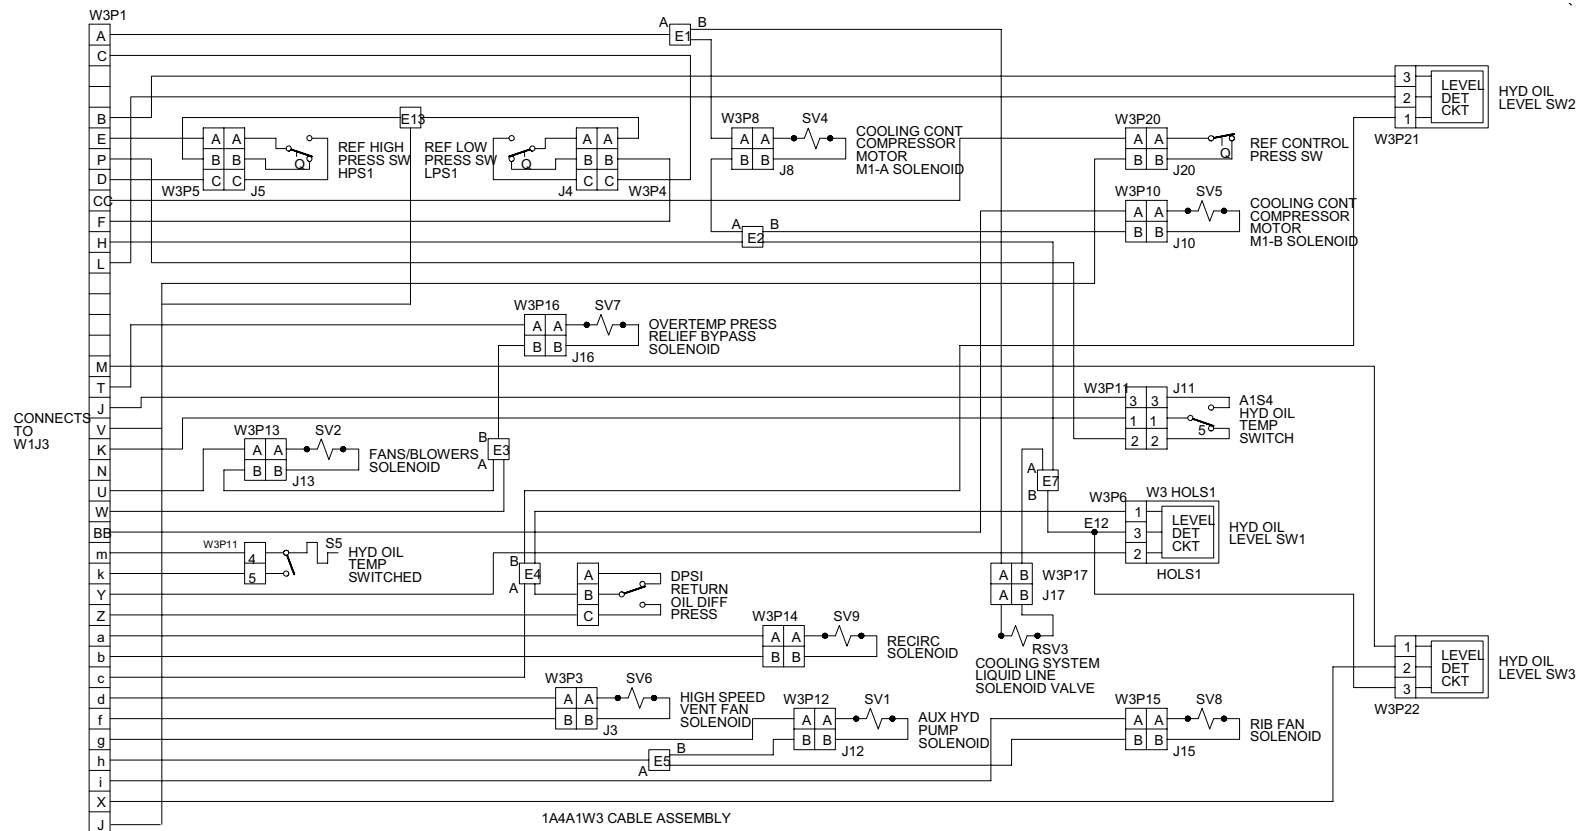 `
W3P1
A
C
B
E
P
D
CC
F
H
L
M
T
J
V
K
N
U
W
BB
m
k
Y
Z
a
b
c
d
f
g
h
i
X
J
CONNECTS
TO
W1J3
A E1 B
E13
A A
B B
C C
W3P5 J5
Q
REF HIGH
PRESS SW
HPS1
REF LOW
PRESS SW
LPS1
Q
A A
B B
C C
J4 W3P4
W3P8 SV4
A A
B B
J8
COOLING CONT
COMPRESSOR
MOTOR
M1-A SOLENOID
W3P20
A A
B B
J20
Q
REF CONTROL
PRESS SW
3
2
1
LEVEL
DET
CKT
W3P21
HYD OIL
LEVEL SW2
W3P10 SV5
A A
B B
J10
COOLING CONT
COMPRESSOR
MOTOR
M1-B SOLENOID
A E2 B
W3P16 SV7
A A
B B
J16
OVERTEMP PRESS
RELIEF BYPASS
SOLENOID
W3P11 J11
3 3
1 1
2 2
5
A1S4
HYD OIL
TEMP
SWITCH
W3P13 SV2
A A
B B
J13
FANS/BLOWERS
SOLENOID
B
E3
A
A
E7
B
W3P6 W3 HOLS1
E12
1
3
2
LEVEL
DET
CKT
HOLS1
HYD OIL
LEVEL SW1
W3P11 S5
4
5
HYD OIL
TEMP
SWITCHED
B
E4
A
A
B
C
DPSI
RETURN
OIL DIFF
PRESS
A B
A B
W3P17
J17
RSV3
COOLING SYSTEM
LIQUID LINE
SOLENOID VALVE
W3P14 SV9
A A
B B
RECIRC
SOLENOID
1
2
3
LEVEL
DET
CKT
W3P22
HYD OIL
LEVEL SW3
W3P3 SV6
A A
B B
J3
HIGH SPEED
VENT FAN
SOLENOID
W3P12 SV1
A A
B B
J12
AUX HYD
PUMP
SOLENOID
W3P15 SV8
A A
B B
J15
RIB FAN
SOLENOID
A E5 B
1A4A1W3 CABLE ASSEMBLY